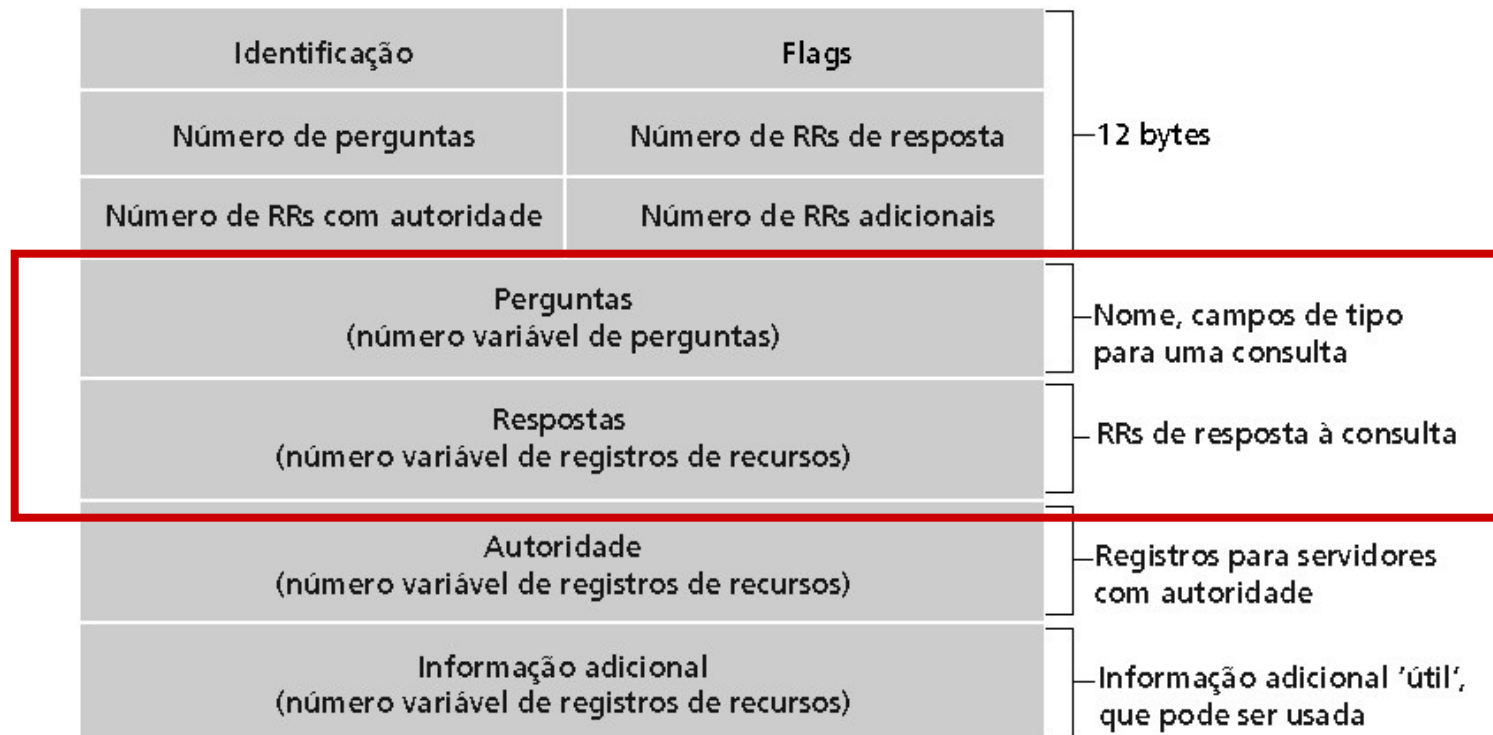 Identificação
Flags
Número de perguntas
Número de RRs de resposta
12 bytes
Número de RRs com autoridade
Número de RRs adicionais
Perguntas
(número variável de perguntas)
Nome, campos de tipo
para uma consulta
Respostas
(número variável de registros de recursos)
RRs de resposta à consulta
Autoridade
(número variável de registros de recursos)
Registros para servidores
com autoridade
Informação adicional
(número variável de registros de recursos)
Informação adicional ‘útil’,
que pode ser usada